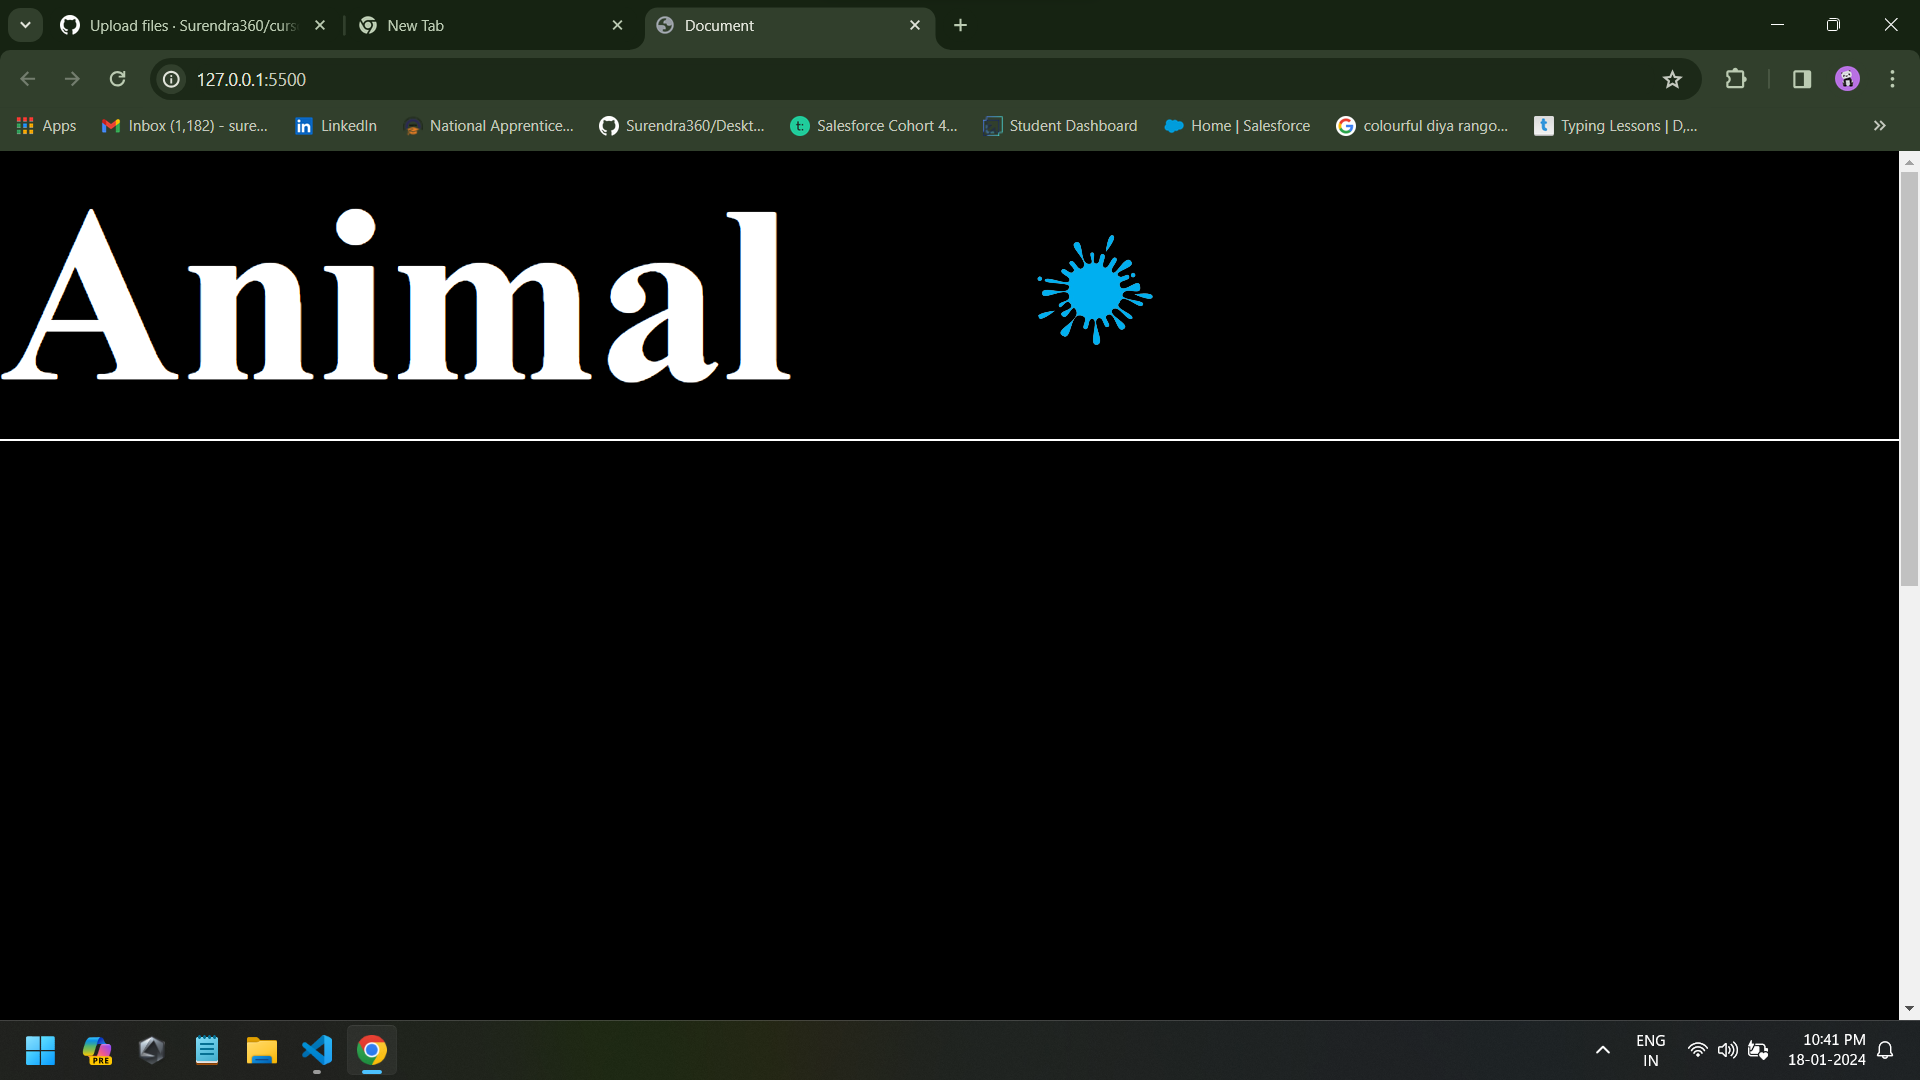 Upload files · Surendra360/curs
New Tab
Document
127.0.0.1:5500
Apps
Inbox (1,182) - sure...
LinkedIn
National Apprentice...
Surendra360/Deskt...
Salesforce Cohort 4...
Student Dashboard
Home | Salesforce
colourful diya rango...
Typing Lessons | D,...
Animal
PRE
ENG
IN
10:41 PM
18-01-2024